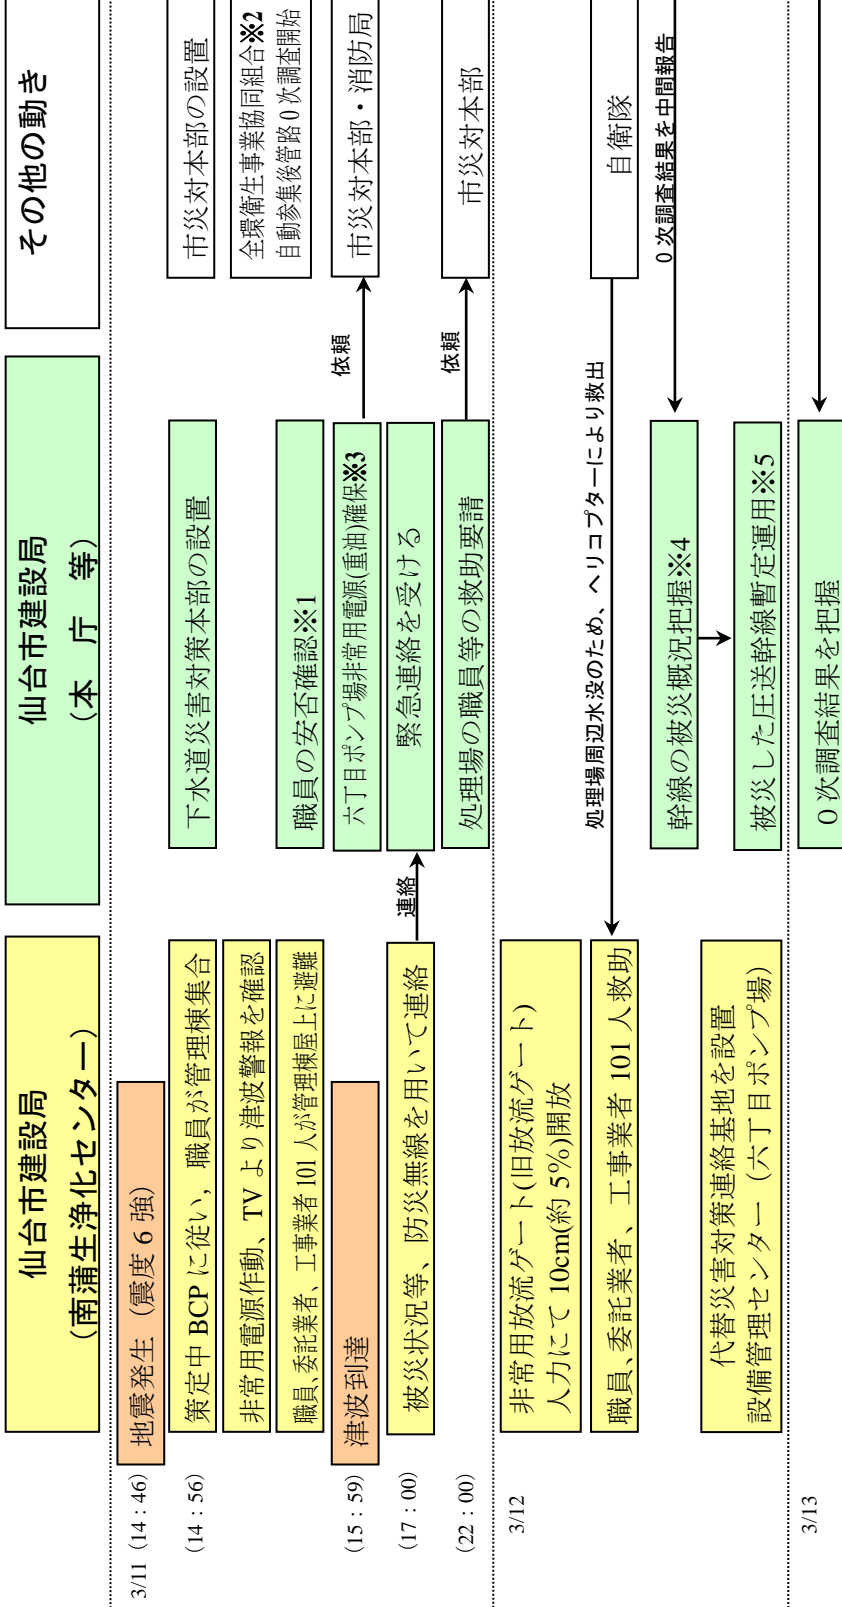 仙台市建設局
（南蒲生浄化センター）
仙台市建設局
（本　庁　等）
その他の動き
3/11（14：46）
地震発生（震度 6 強）
（14：56）
策定中 BCP に従い，職員が管理棟集合
下水道災害対策本部の設置
市災対本部の設置
非常用電源作動、TV より津波警報を確認
全環衛生事業協同組合※2
自動参集後管路０次調査開始
職員、委託業者、工事業者 101 人が管理棟屋上に避難
職員の安否確認※1
（15：59）
津波到達
六丁目ポンプ場非常用電源(重油)確保※3
依頼
市災対本部・消防局
（17：00）
被災状況等、防災無線を用いて連絡
連絡
緊急連絡を受ける
（22：00）
処理場の職員等の救助要請
依頼
市災対本部
3/12
非常用放流ゲート(旧放流ゲート)
人力にて 10cm(約 5%)開放
職員、委託業者、工事業者 101 人救助
処理場周辺水没のため、ヘリコプターにより救出
自衛隊
幹線の被災概況把握※4
０次調査結果を中間報告
代替災害対策連絡基地を設置
設備管理センター（六丁目ポンプ場）
被災した圧送幹線暫定運用※5
3/13
０次調査結果を把握